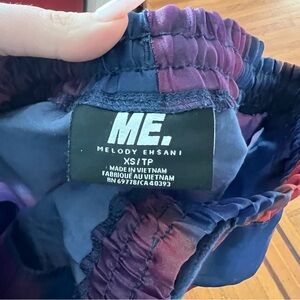 ME.
MELODY EHSANI
XS/TP
MADE IN VIETNAM
FABRIQUÉ AU VIETNAM
RN 69778/CA 40393